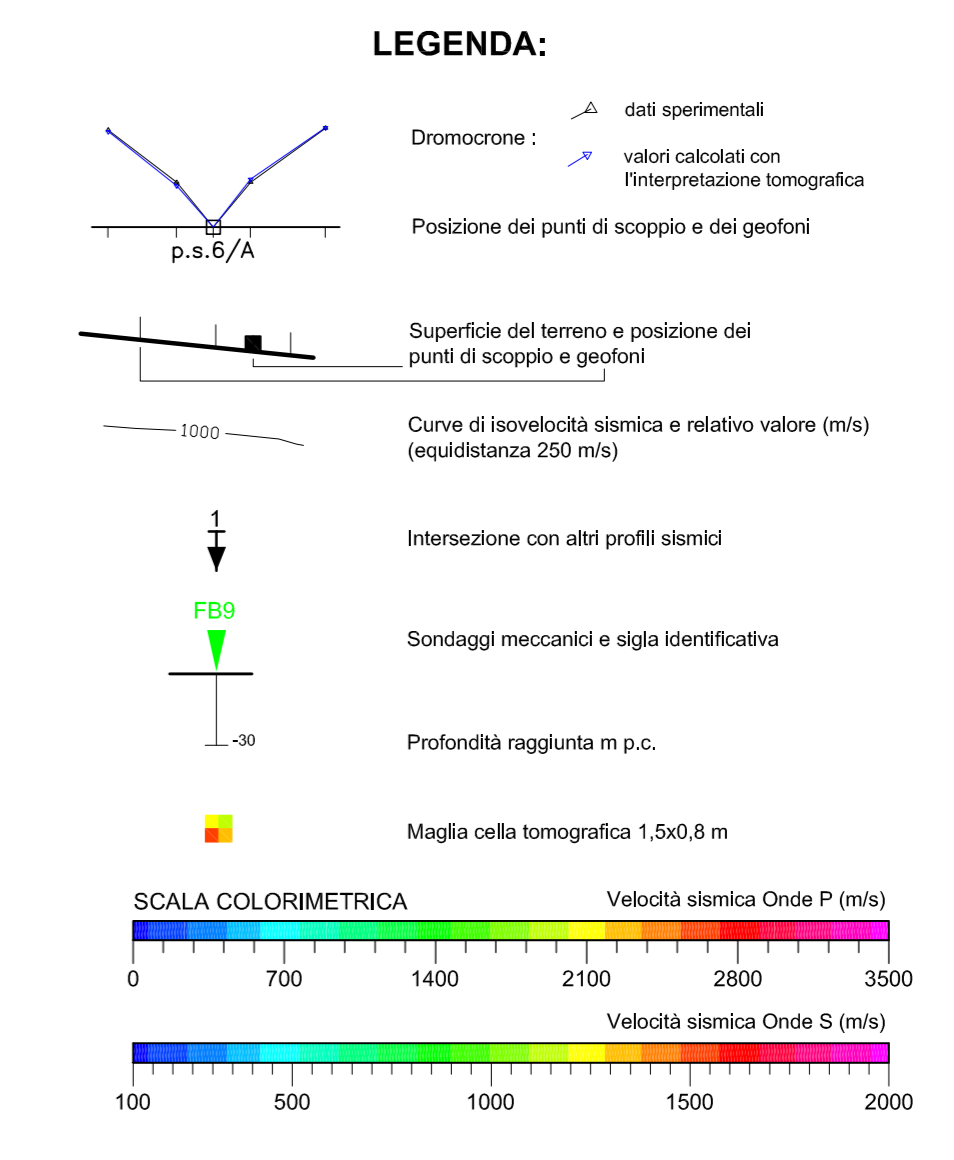 LEGENDA:
dati sperimentali
Dromocrone :
valori calcolati con
l'interpretazione tomografica
Posizione dei punti di scoppio e dei geofoni
p.s.6/A
Superficie del terreno e posizione dei
punti di scoppio e geofoni
1000
Curve di isovelocità sismica e relativo valore (m/s)
(equidistanza 250 m/s)
1
Intersezione con altri profili sismici
FB9
Sondaggi meccanici e sigla identificativa
-30
Profondità raggiunta m p.c.
Maglia cella tomografica 1,5x0,8 m
SCALA COLORIMETRICA
Velocità sismica Onde P (m/s)
0 700 1400 2100 2800 3500
Velocità sismica Onde S (m/s)
100 500 1000 1500 2000